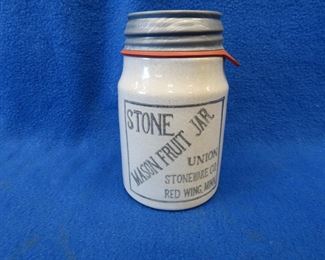 STONE
MASON FRUIT JAR
UNION
STONEWARE CO.
RED WING, MINN.